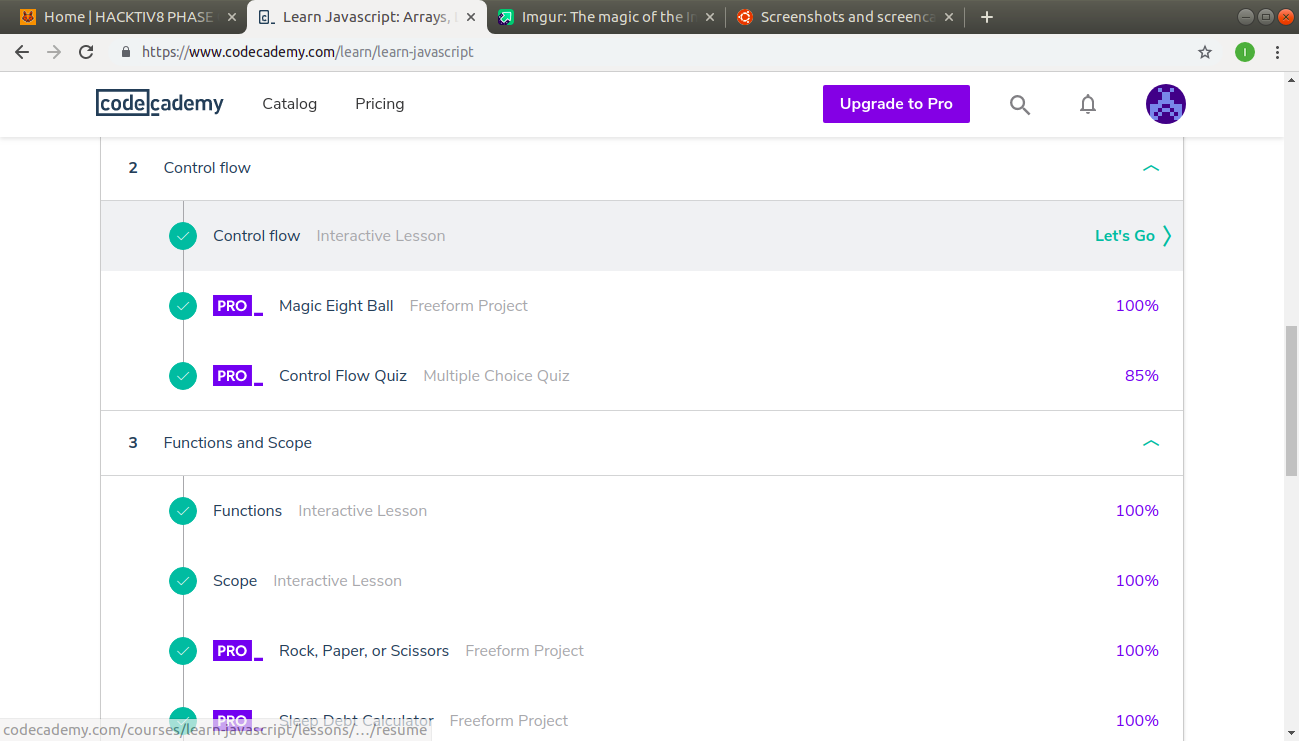 Home | HACKTIV8 PHASE
Learn Javascript: Arrays,
Imgur: The magic of the
Screenshots and screenca
https://www.codecademy.com/learn/learn-javascript
I
codecademy
Catalog
Pricing
Upgrade to Pro
2 Control flow
Control flow Interactive Lesson Let's Go
PRO Magic Eight Ball Freeform Project 100%
PRO Control Flow Quiz Multiple Choice Quiz 85%
3 Functions and Scope
Functions Interactive Lesson 100%
Scope Interactive Lesson 100%
PRO Rock, Paper, or Scissors Freeform Project 100%
PRO Sleep Debt Calculator Freeform Project 100%
codecademy.com/courses/learn-javascript/lessons/.../resume